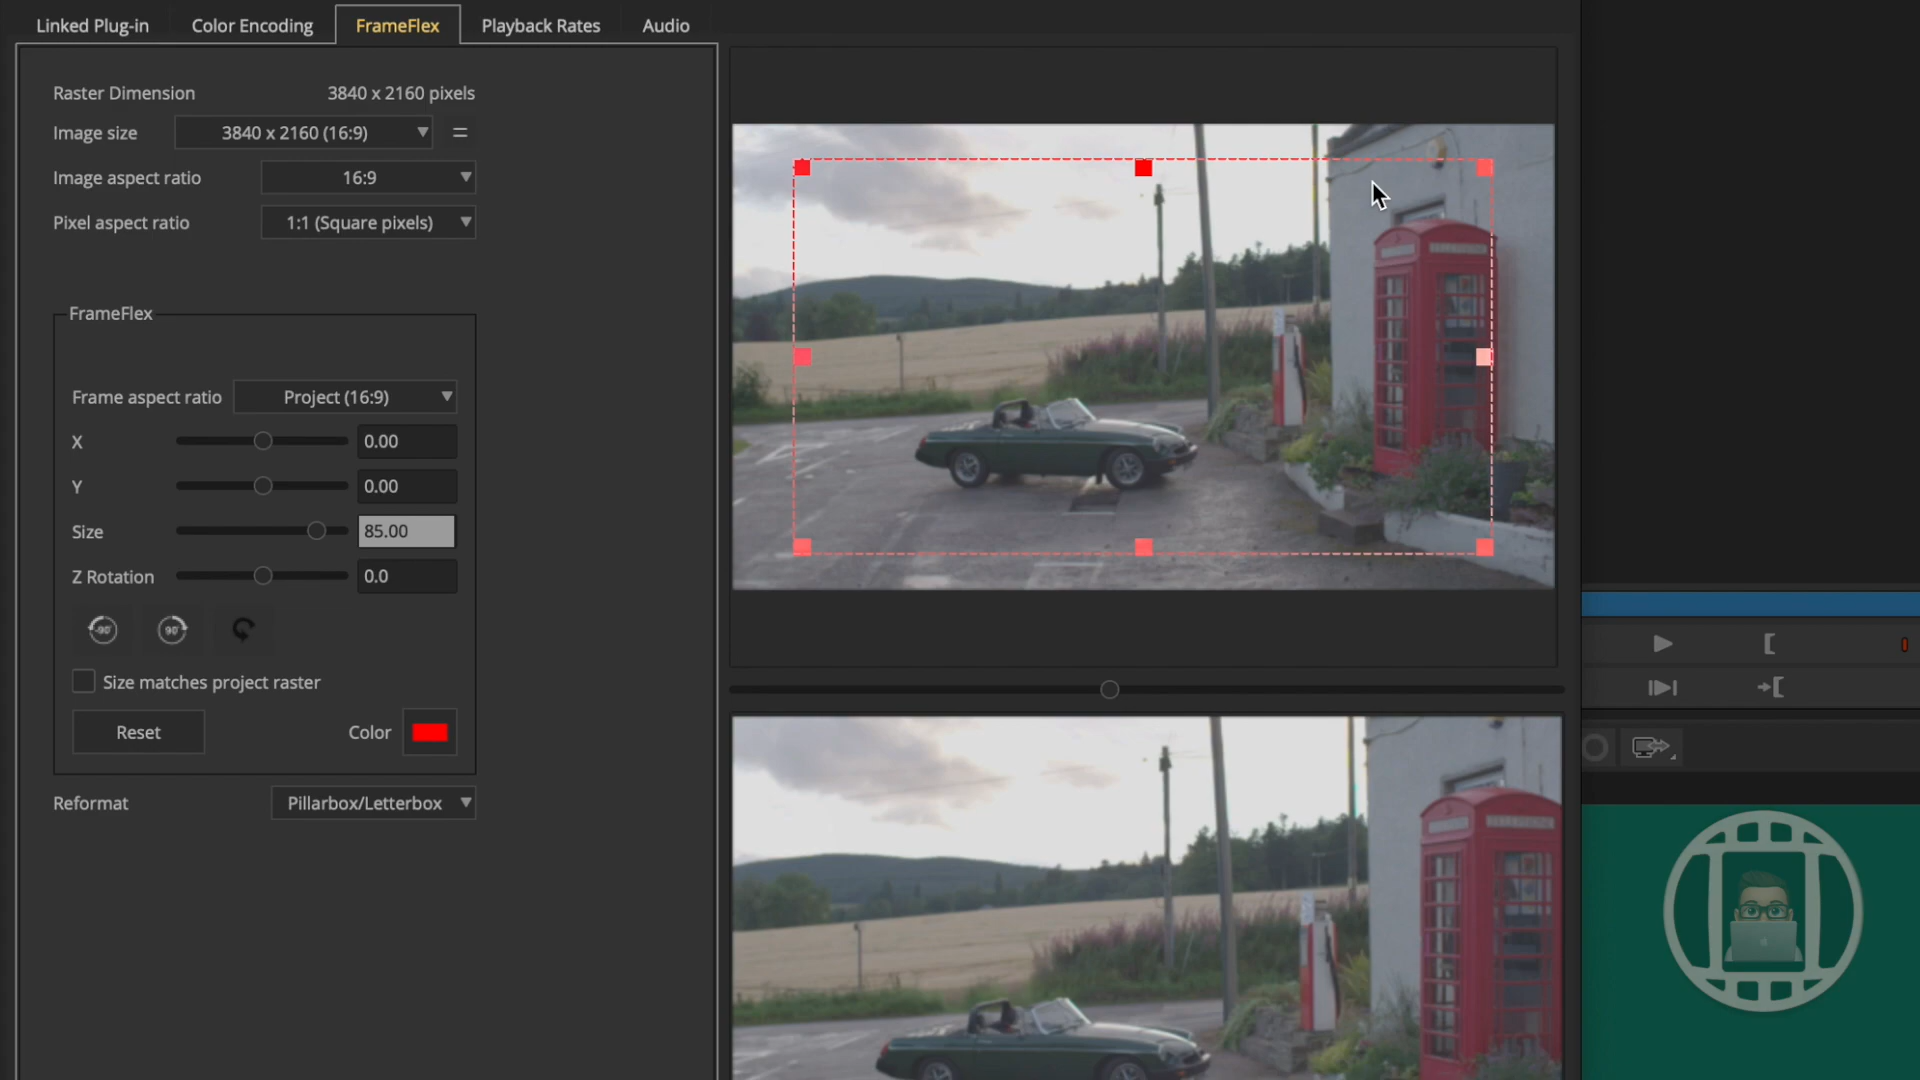 Linked Plug-in Color Encoding FrameFlex Playback Rates Audio
Raster Dimension 3840 x 2160 pixels
Image size 3840 x 2160 (16:9)
Image aspect ratio 16:9
Pixel aspect ratio 1:1 (Square pixels)
FrameFlex
Frame aspect ratio Project (16:9)
X 0.00
Y 0.00
Size 85.00
Z Rotation 0.0
-90° 90°
Size matches project raster
Reset Color
Reformat Pillarbox/Letterbox